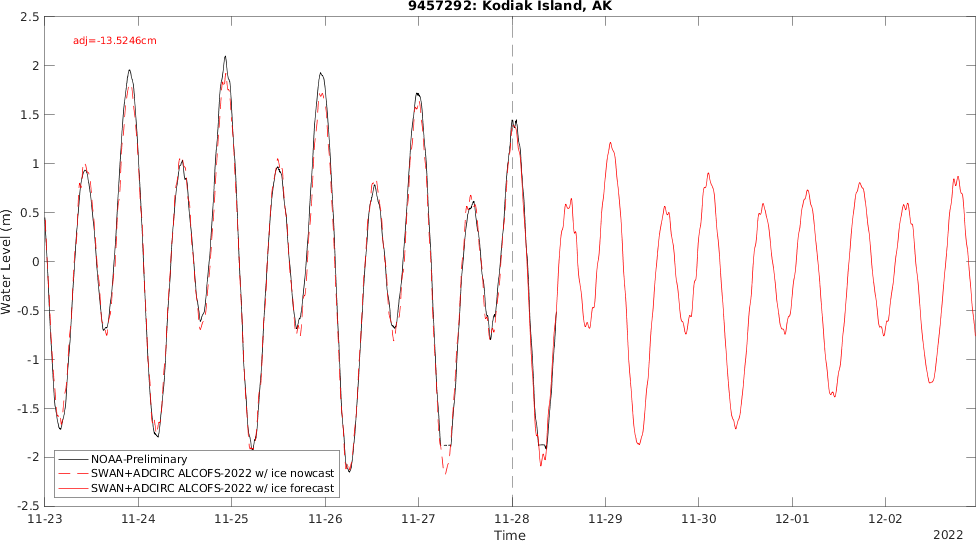 9457292: Kodiak Island, AK
adj=-13.5246cm
2.5
2
1.5
1
0.5
0
-0.5
-1
-1.5
-2
-2.5
Water Level (m)
NOAA-Preliminary
SWAN+ADCIRC ALCOFS-2022 w/ ice nowcast
SWAN+ADCIRC ALCOFS-2022 w/ ice forecast
11-23 11-24 11-25 11-26 11-27 11-28 11-29 11-30 12-01 12-02
Time
2022